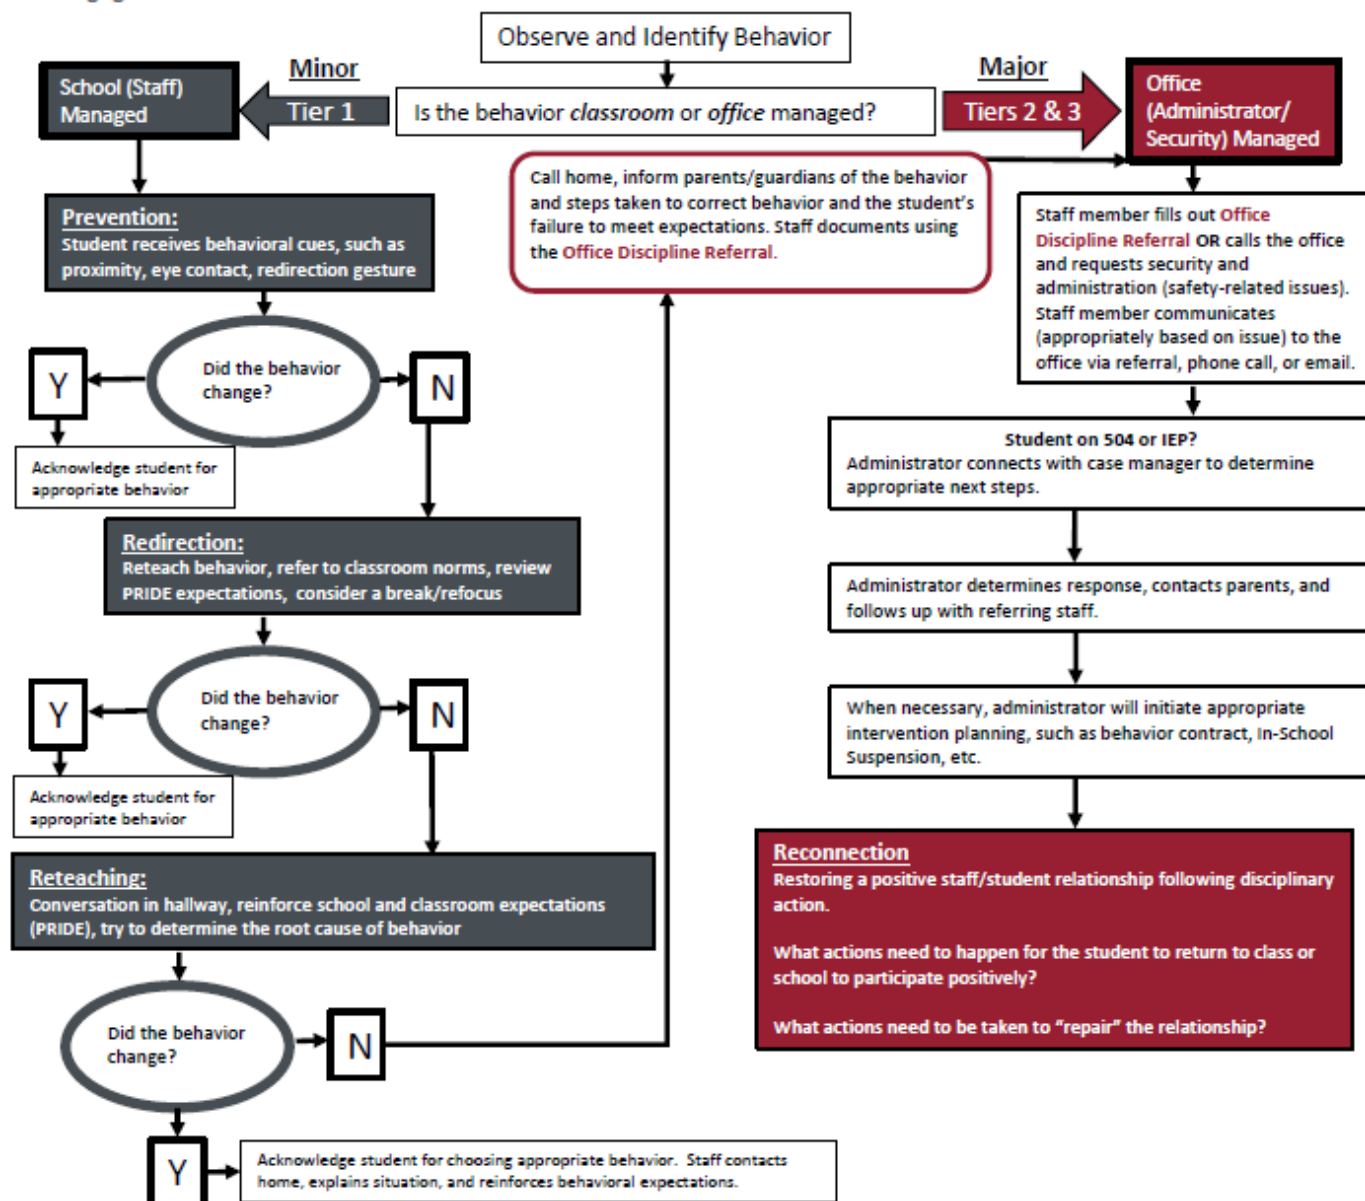 Observe and Identify Behavior
Minor
Major
School (Staff)
Managed
Tier 1
Is the behavior classroom or office managed?
Tiers 2 & 3
Office
(Administrator/
Security) Managed
Call home, inform parents/guardians of the behavior
and steps taken to correct behavior and the student's
failure to meet expectations. Staff documents using
the Office Discipline Referral.
Prevention:
Student receives behavioral cues, such as
proximity, eye contact, redirection gesture
Staff member fills out Office
Discipline Referral OR calls the office
and requests security and
administration (safety-related issues).
Staff member communicates
(appropriately based on issue) to the
office via referral, phone call, or email.
Did the behavior
change?
Y
N
Acknowledge student for
appropriate behavior
Student on 504 or IEP?
Administrator connects with case manager to determine
appropriate next steps.
Redirection:
Reteach behavior, refer to classroom norms, review
PRIDE expectations, consider a break/refocus
Administrator determines response, contacts parents, and
follows up with referring staff.
Did the behavior
change?
Y
N
Acknowledge student for
appropriate behavior
When necessary, administrator will initiate appropriate
intervention planning, such as behavior contract, In-School
Suspension, etc.
Reteaching:
Conversation in hallway, reinforce school and classroom expectations
(PRIDE), try to determine the root cause of behavior
Reconnection
Restoring a positive staff/student relationship following disciplinary
action.
What actions need to happen for the student to return to class or
school to participate positively?
What actions need to be taken to "repair" the relationship?
Did the behavior
change?
N
Y
Acknowledge student for choosing appropriate behavior. Staff contacts
home, explains situation, and reinforces behavioral expectations.